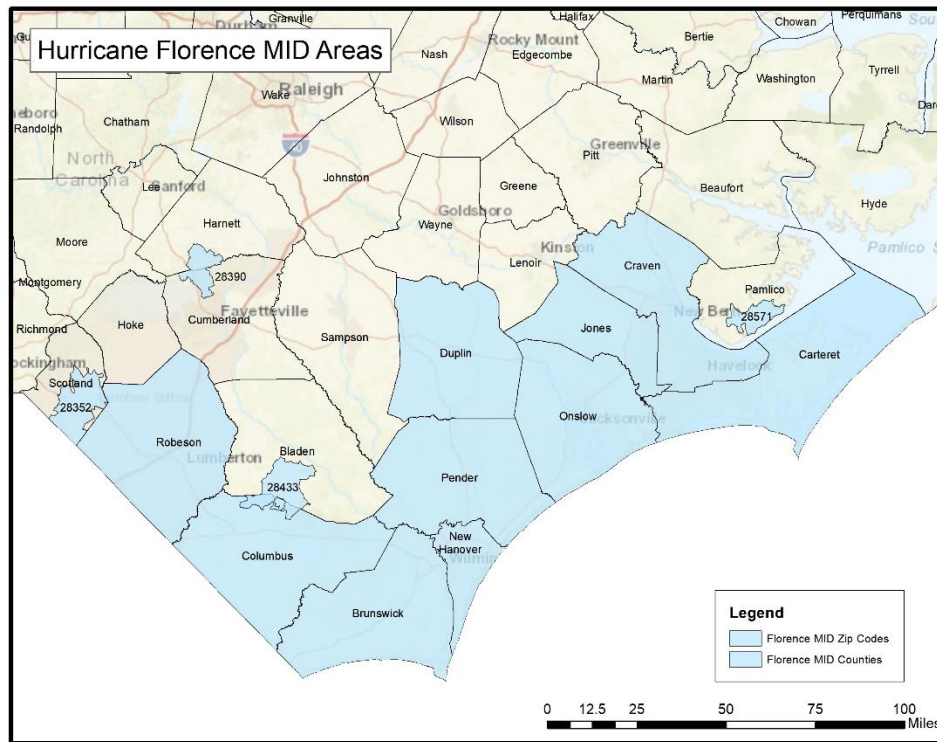 Hurricane Florence MID Areas
Granville
Halifax
Chowan
Perquimans
Durham
Nash
Rocky Mount
Edgecombe
Bertie
Martin
Washington
Tyrrell
Wake
Raleigh
Chatham
Randolph
North
Carolina
Wilson
Greenville
Pitt
Johnston
Greene
Beaufort
Hyde
Lee
Sanford
Harnett
Wayne
Goldsboro
Pamlico
Moore
Lenoir
Kinston
Craven
Montgomery
28390
Pamlico
Richmond
Hoke
Cumberland
Fayetteville
Sampson
New Bern
28571
Jones
Duplin
Carteret
Havelock
Scotland
28352
Onslow
Robeson
Lumberton
Bladen
Pender
28433
New
Hanover
Columbus
Brunswick
Legend
Florence MID Zip Codes
Florence MID Counties
0 12.5 25 50 75 100
Miles